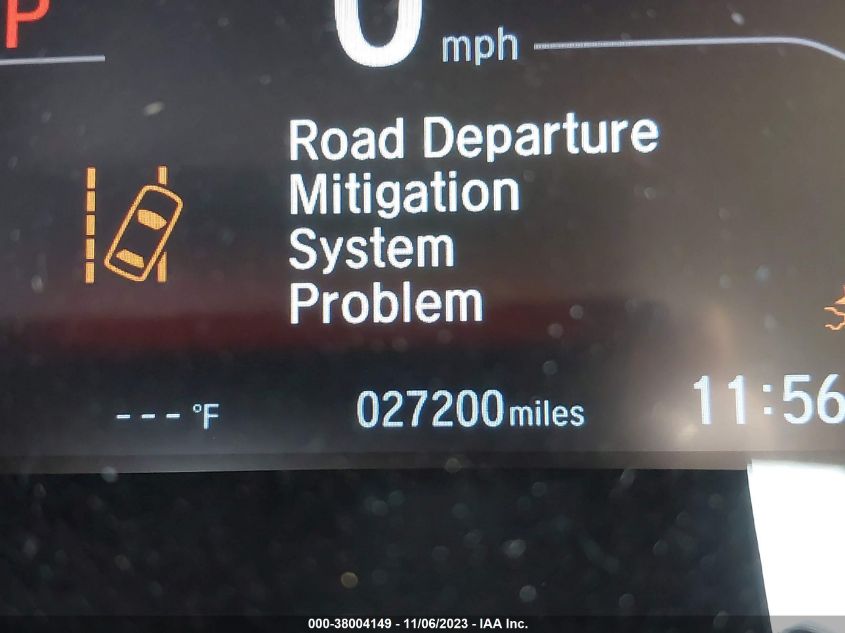 P
0 mph
Road Departure
Mitigation
System
Problem
---°F 027200 miles 11:56
000-38004149 - 11/06/2023 - IAA Inc.